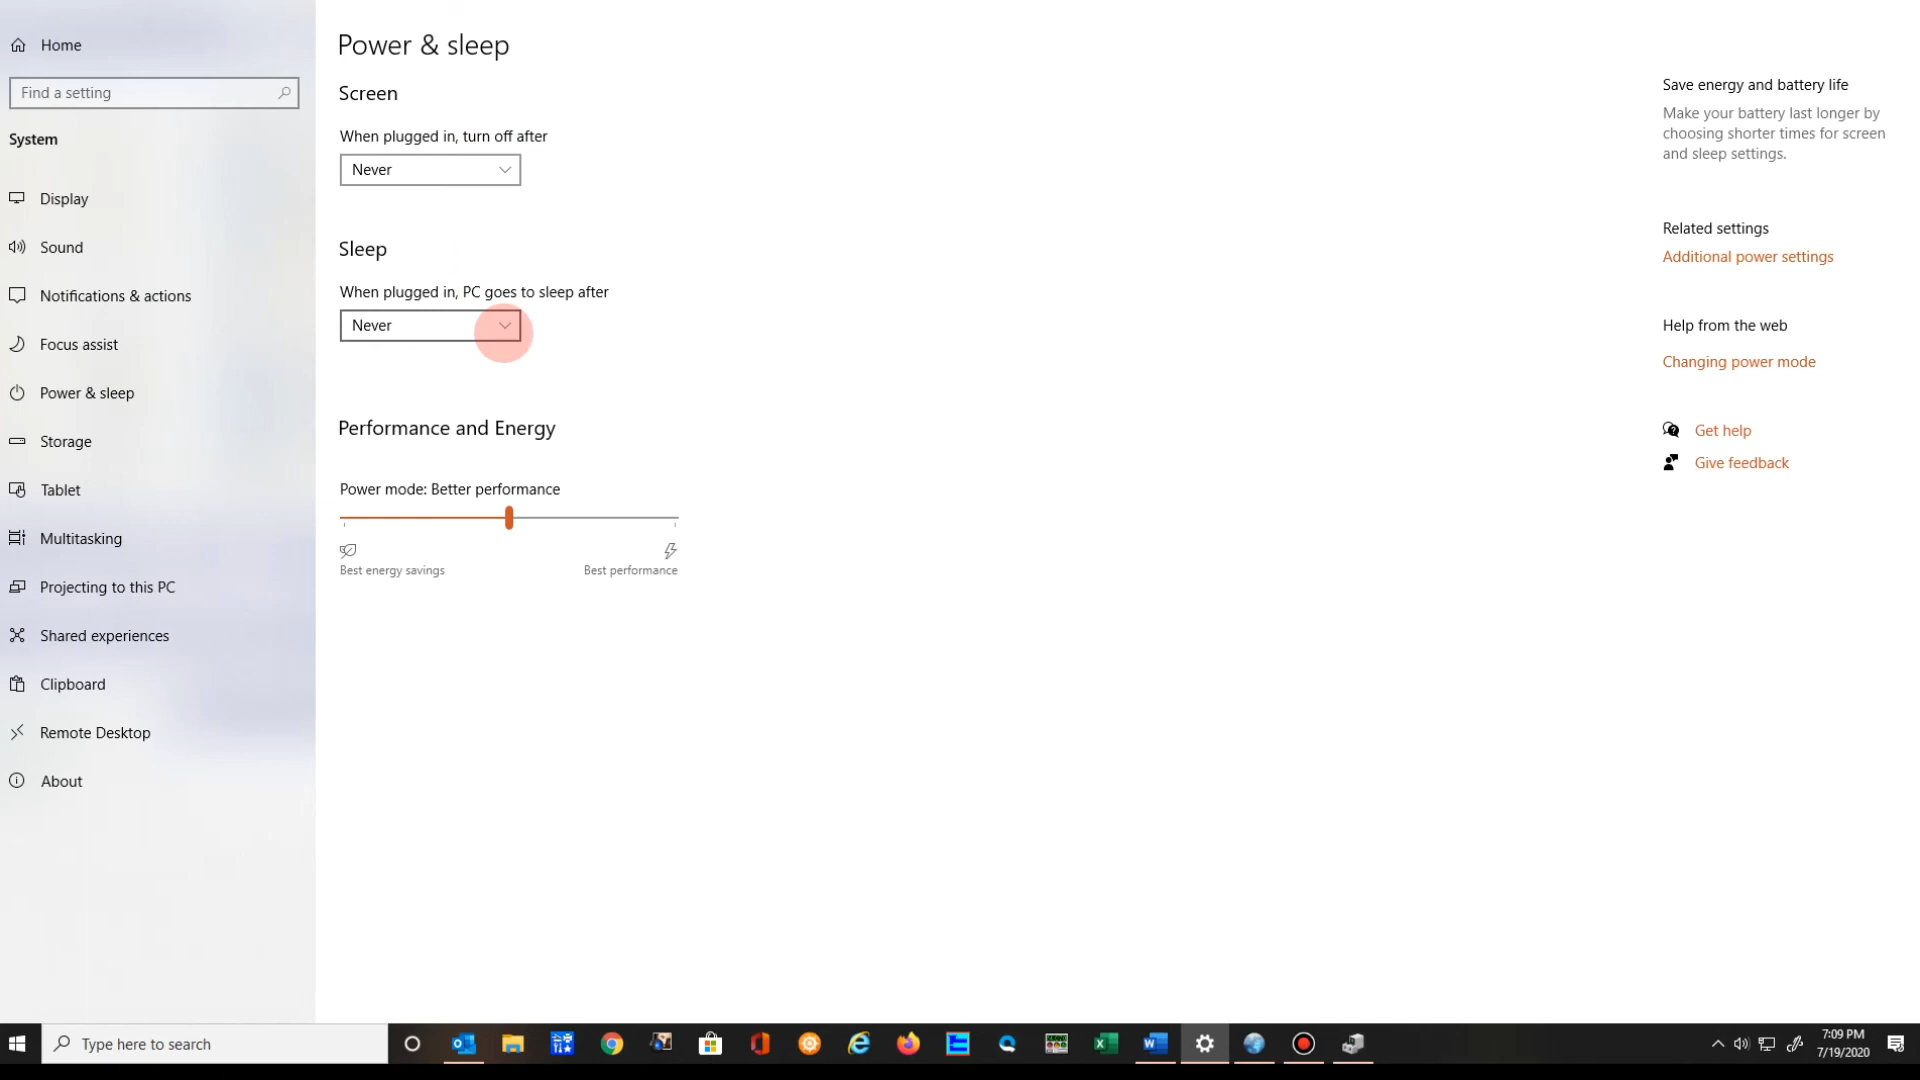 Home
Find a setting
System
Display
Sound
Notifications & actions
Focus assist
Power & sleep
Storage
Tablet
Multitasking
Projecting to this PC
Shared experiences
Clipboard
Remote Desktop
About
Power & sleep
Screen
When plugged in, turn off after
Never
Sleep
When plugged in, PC goes to sleep after
Never
Performance and Energy
Power mode: Better performance
Best energy savings
Best performance
Save energy and battery life
Make your battery last longer by
choosing shorter times for screen
and sleep settings.
Related settings
Additional power settings
Help from the web
Changing power mode
Get help
Give feedback
Type here to search
7:09 PM
7/19/2020